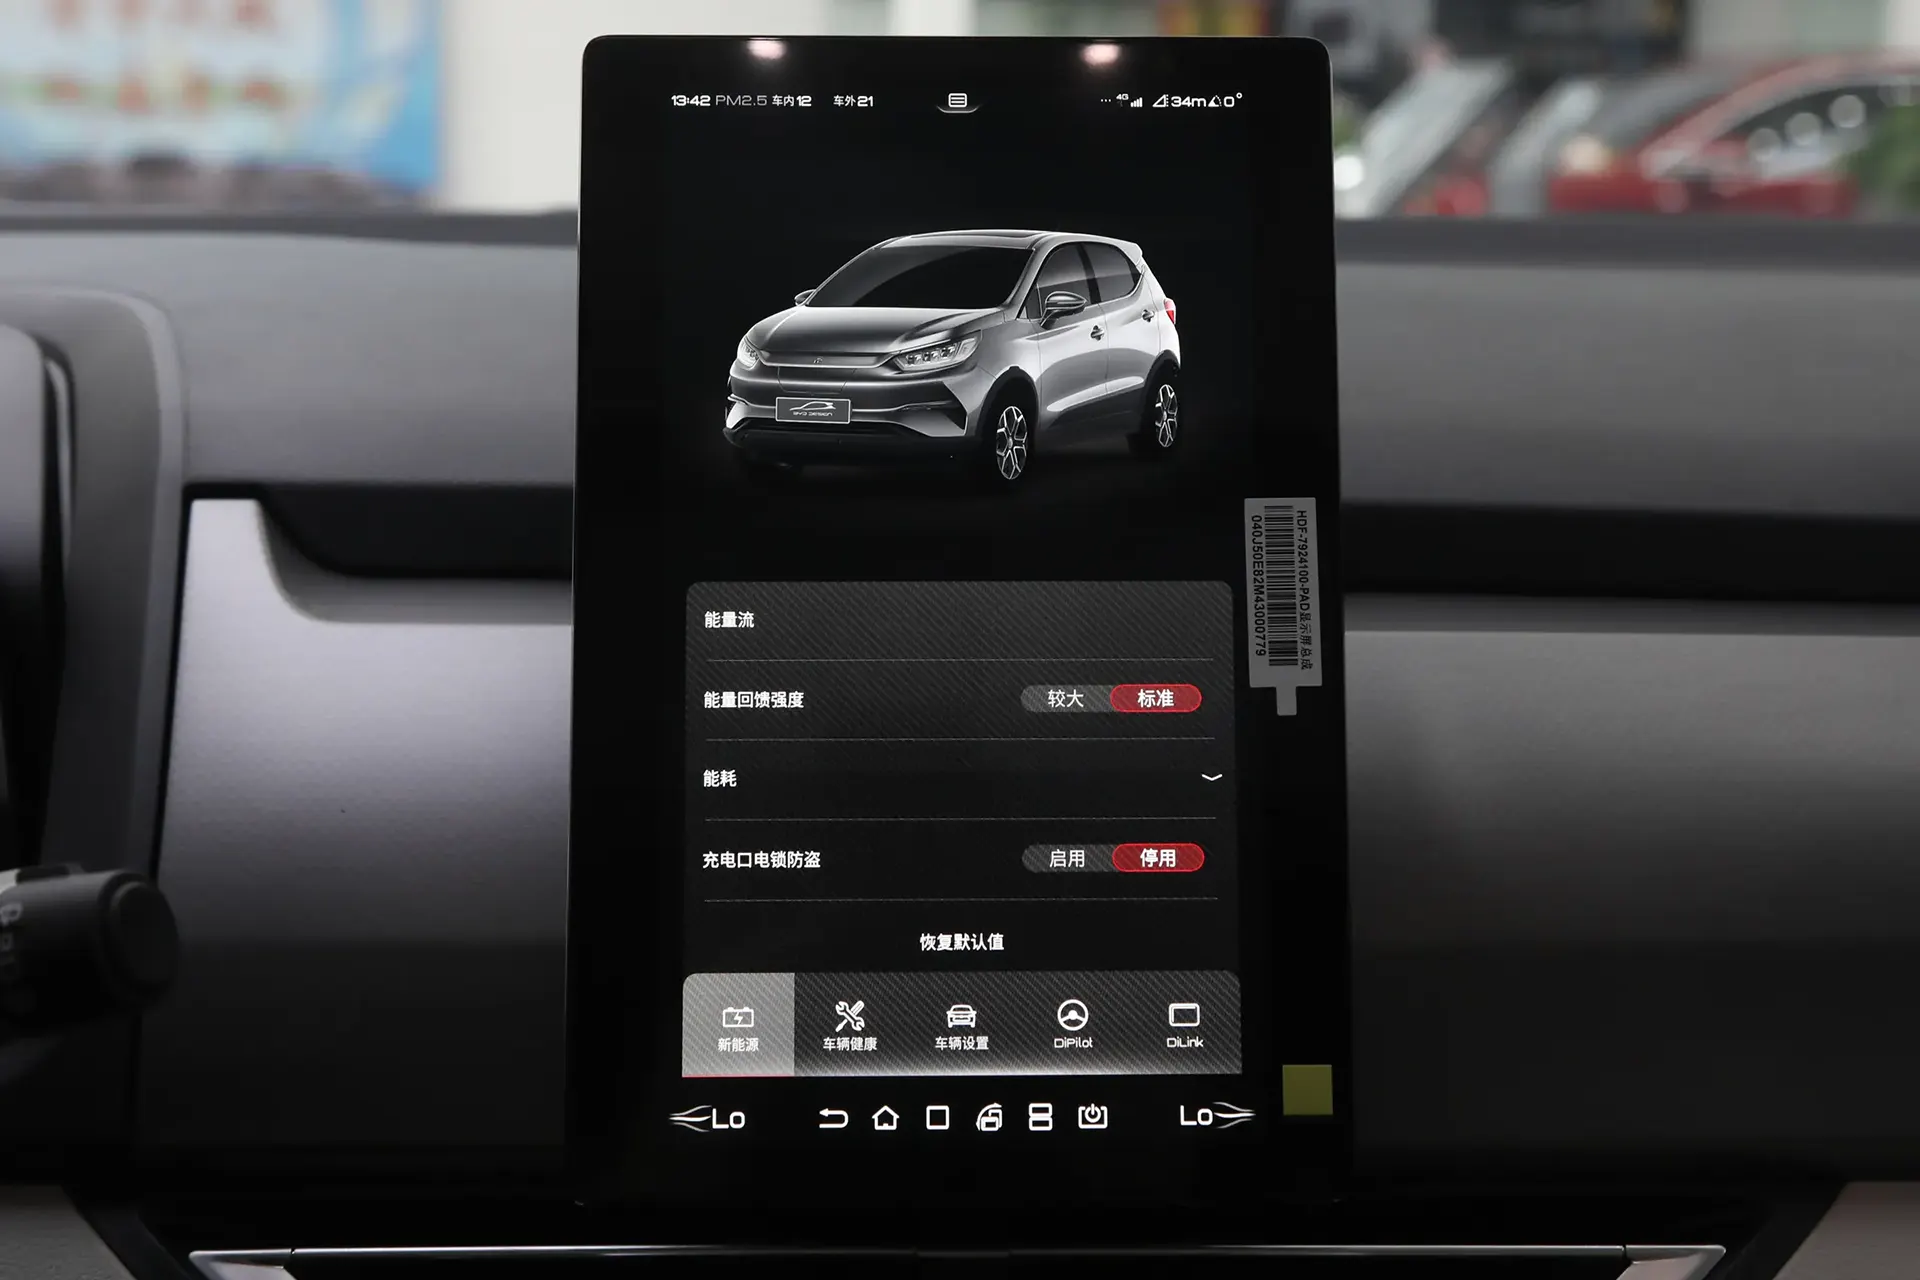 13:42 PM2.5 车内12 车外21
4G 34m 0°
BYD DESIGN
能量流
能量回馈强度 较大 标准
能耗
充电口电锁防盗 启用 停用
恢复默认值
新能源 车辆健康 车辆设置 DiPilot DiLink
Lo Lo
HDF-7924100-PAD显示屏总成
040J50E82M43000779